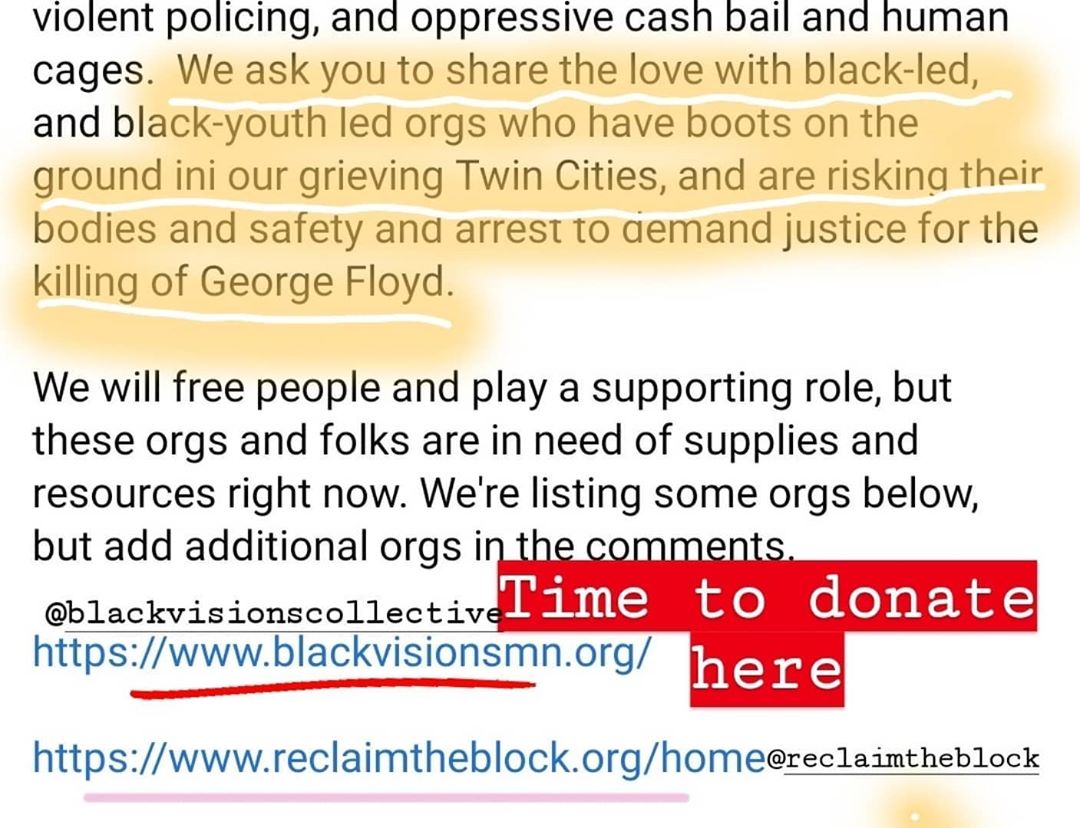 violent policing, and oppressive cash bail and human
cages. We ask you to share the love with black-led,
and black-youth led orgs who have boots on the
ground ini our grieving Twin Cities, and are risking their
bodies and safety and arrest to demand justice for the
killing of George Floyd.
We will free people and play a supporting role, but
these orgs and folks are in need of supplies and
resources right now. We're listing some orgs below,
but add additional orgs in the comments.
@blackvisionscollective
Time to donate
here
https://www.blackvisionsmn.org/
https://www.reclaimtheblock.org/home
@reclaimtheblock